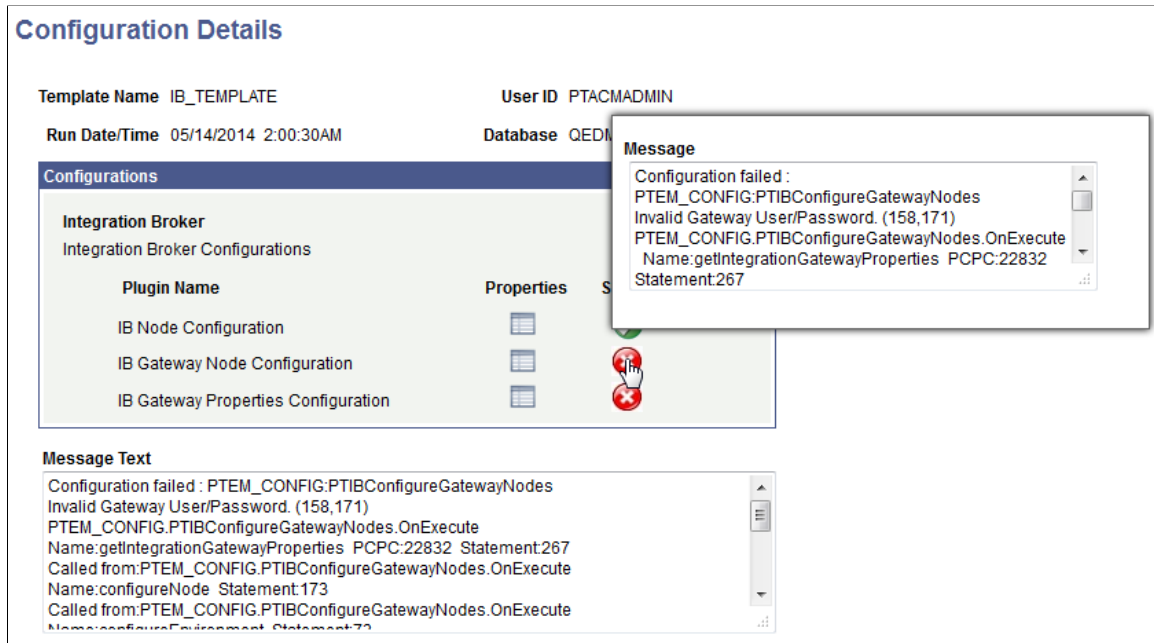 Configuration Details
Template Name IB_TEMPLATE User ID PTACMADMIN
Run Date/Time 05/14/2014 2:00:30AM Database
Message
Configuration failed :
PTEM_CONFIG:PTIBConfigureGatewayNodes
Invalid Gateway User/Password. (158,171)
PTEM_CONFIG.PTIBConfigureGatewayNodes.OnExecute
Name:getIntegrationGatewayProperties PCPC:22832
Statement:267
Configurations
Integration Broker
Integration Broker Configurations
Plugin Name Properties
IB Node Configuration
IB Gateway Node Configuration
IB Gateway Properties Configuration
Message Text
Configuration failed : PTEM_CONFIG:PTIBConfigureGatewayNodes
Invalid Gateway User/Password. (158,171)
PTEM_CONFIG.PTIBConfigureGatewayNodes.OnExecute
Name:getIntegrationGatewayProperties PCPC:22832 Statement:267
Called from:PTEM_CONFIG.PTIBConfigureGatewayNodes.OnExecute
Name:configureNode Statement:173
Called from:PTEM_CONFIG.PTIBConfigureGatewayNodes.OnExecute
Name:configureEnvironment Statement:72